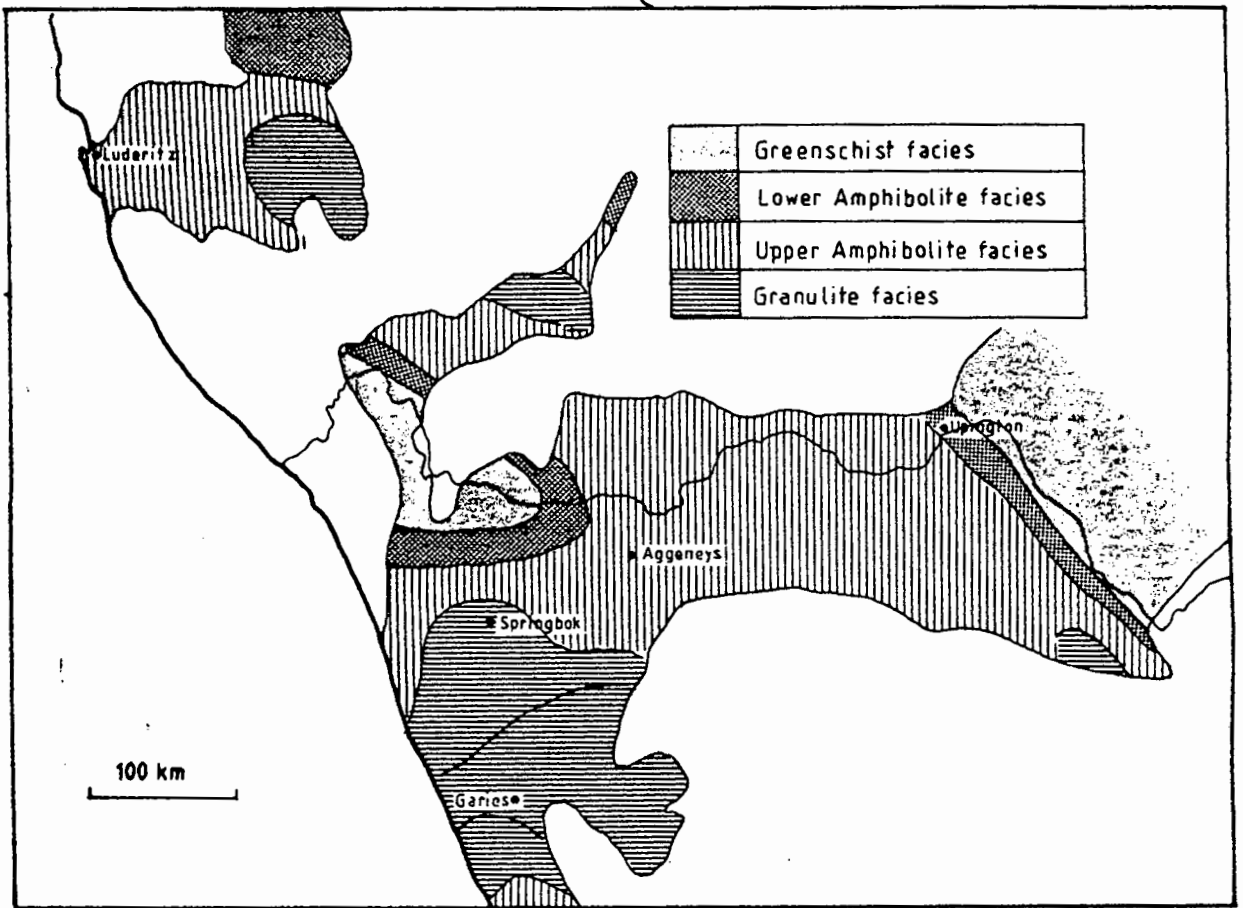 Luderitz
Greenschist facies
Lower Amphibolite facies
Upper Amphibolite facies
Granulite facies
Upington
Aggeneys
Springbok
100 km
Garies